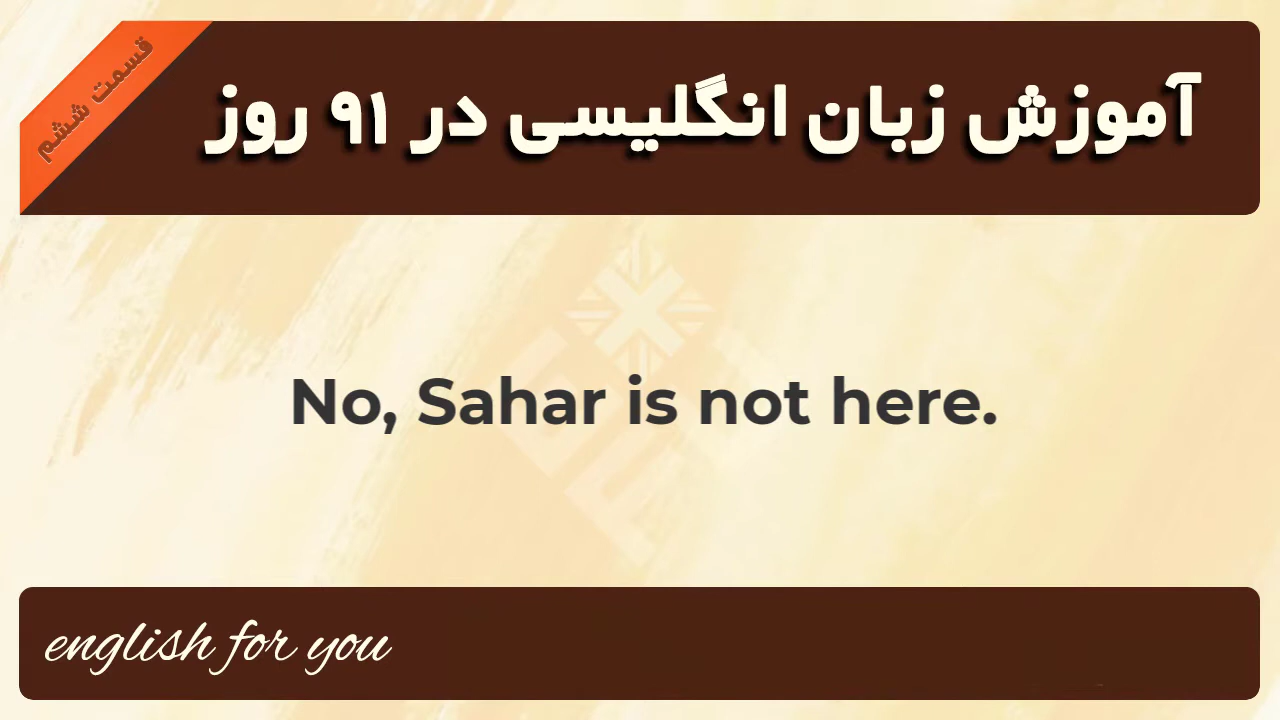 قسمت ششم
آموزش زبان انگلیسی در ۹۱ روز
No, Sahar is not here.
english for you